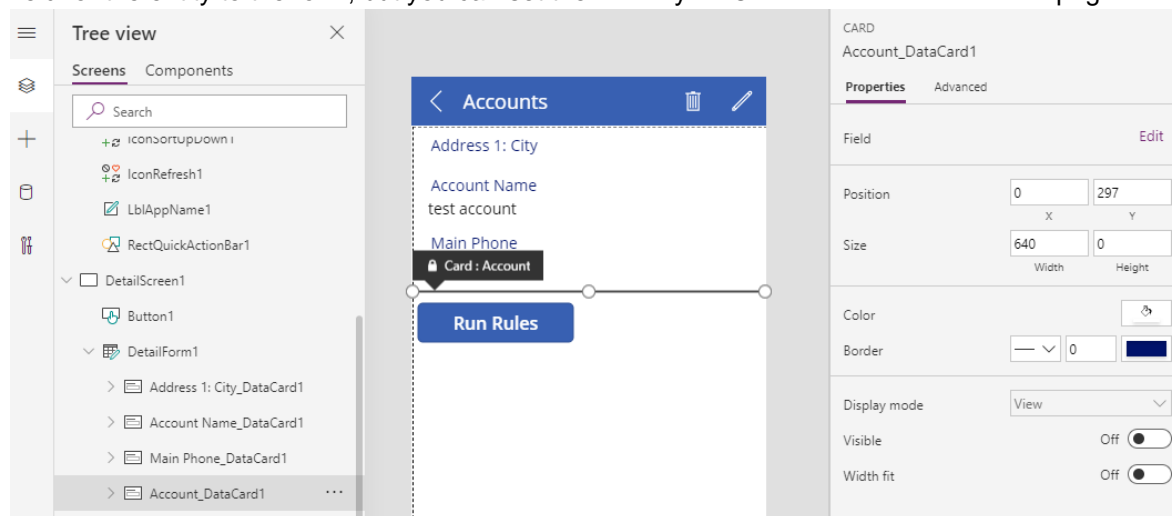 Tree view
Screens Components
Search
IconSortUpDown1
IconRefresh1
LblAppName1
RectQuickActionBar1
DetailScreen1
Button1
DetailForm1
Address 1: City_DataCard1
Account Name_DataCard1
Main Phone_DataCard1
Account_DataCard1
Accounts
Address 1: City
Account Name
test account
Main Phone
Card : Account
Run Rules
CARD
Account_DataCard1
Properties Advanced
Field Edit
Position 0 297
X Y
Size 640 0
Width Height
Color
Border 0
Display mode View
Visible Off
Width fit Off